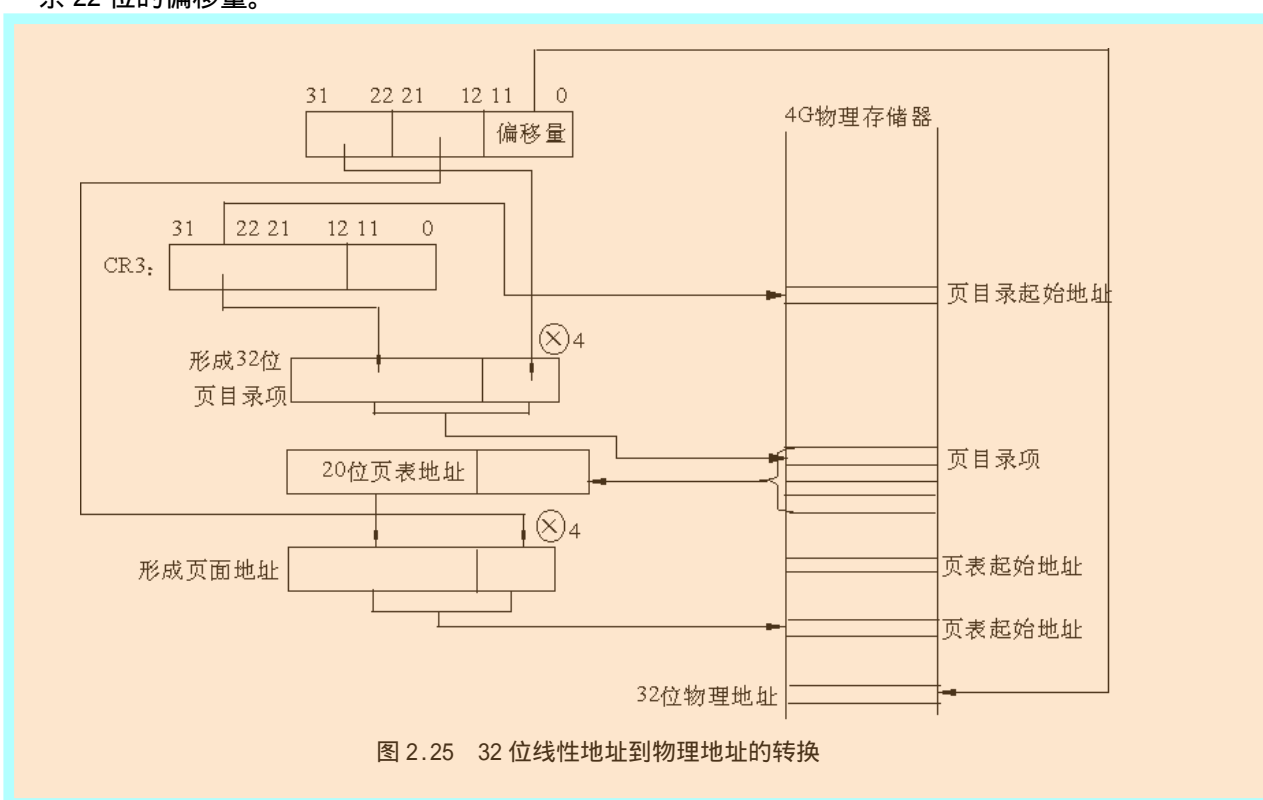 余 22 位的偏移量。
31 22 21 12 11 0
偏移量
4G物理存储器
31 22 21 12 11 0
CR3:
页目录起始地址
⊗4
形成32位
页目录项
页目录项
20位页表地址
⊗4
形成页面地址
页表起始地址
页表起始地址
32位物理地址
图 2.25 32 位线性地址到物理地址的转换